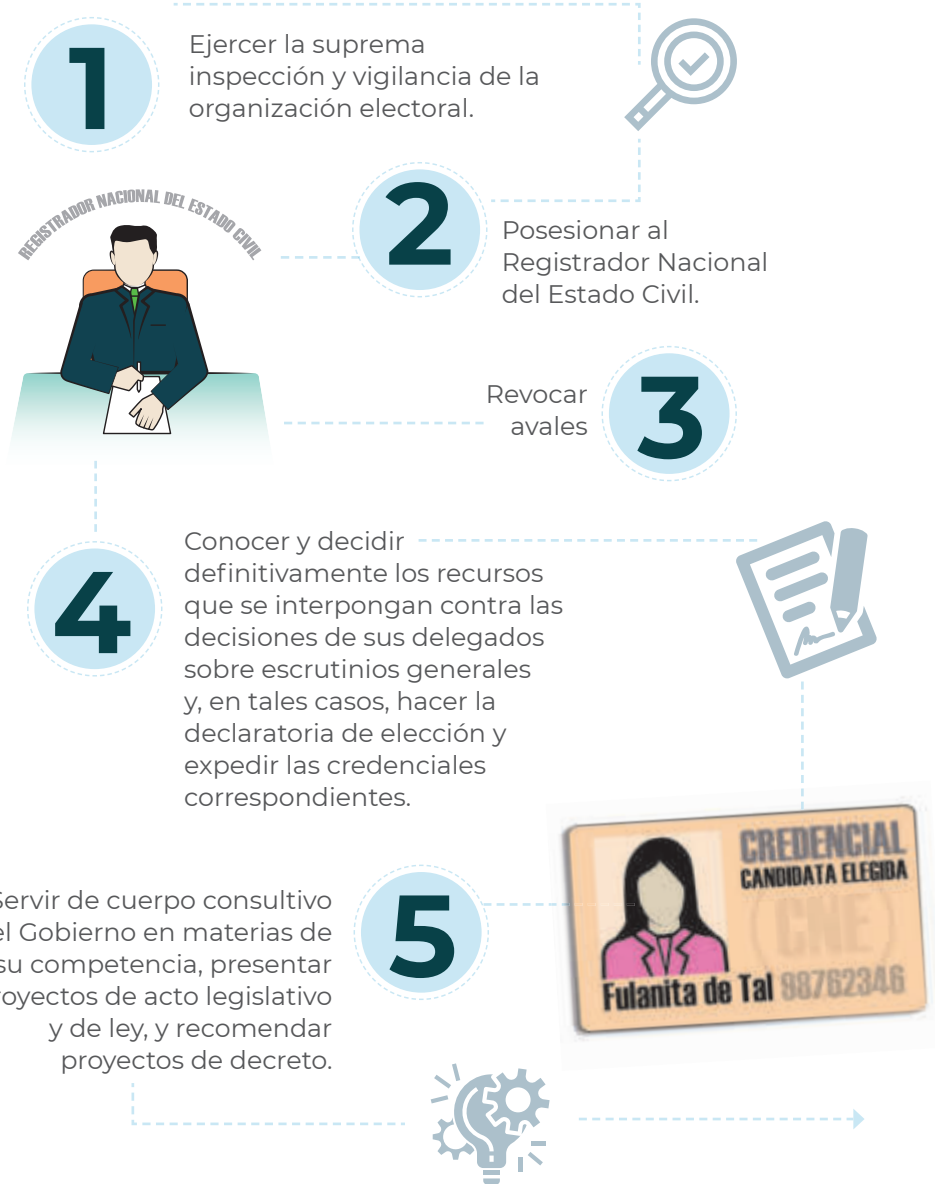 1
Ejercer la suprema
inspección y vigilancia de la
organización electoral.
REGISTRADOR NACIONAL DEL ESTADO CIVIL
2
Posesionar al
Registrador Nacional
del Estado Civil.
Revocar
avales
3
4
Conocer y decidir
definitivamente los recursos
que se interpongan contra las
decisiones de sus delegados
sobre escrutinios generales
y, en tales casos, hacer la
declaratoria de elección y
expedir las credenciales
correspondientes.
CREDENCIAL
CANDIDATA ELEGIDA
CNE
Fulanita de Tal 98762346
Servir de cuerpo consultivo
el Gobierno en materias de
su competencia, presentar
royectos de acto legislativo
y de ley, y recomendar
proyectos de decreto.
5